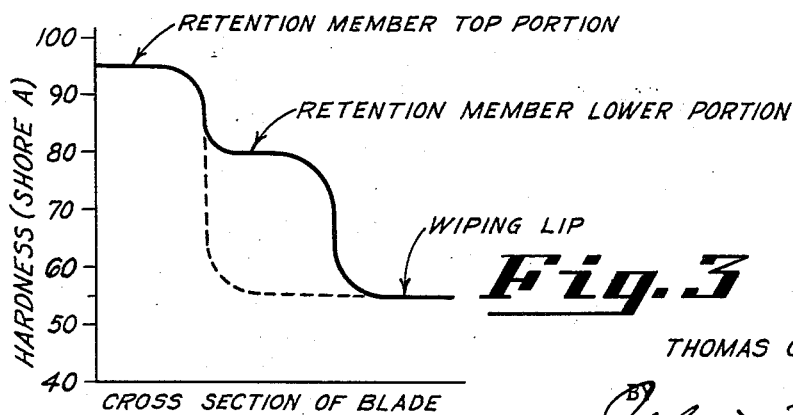 RETENTION MEMBER TOP PORTION
100
90
RETENTION MEMBER LOWER PORTION
80
70
WIPING LIP
60
50
40
HARDNESS (SHORE A)
CROSS SECTION OF BLADE
Fig. 3
THOMAS
BY